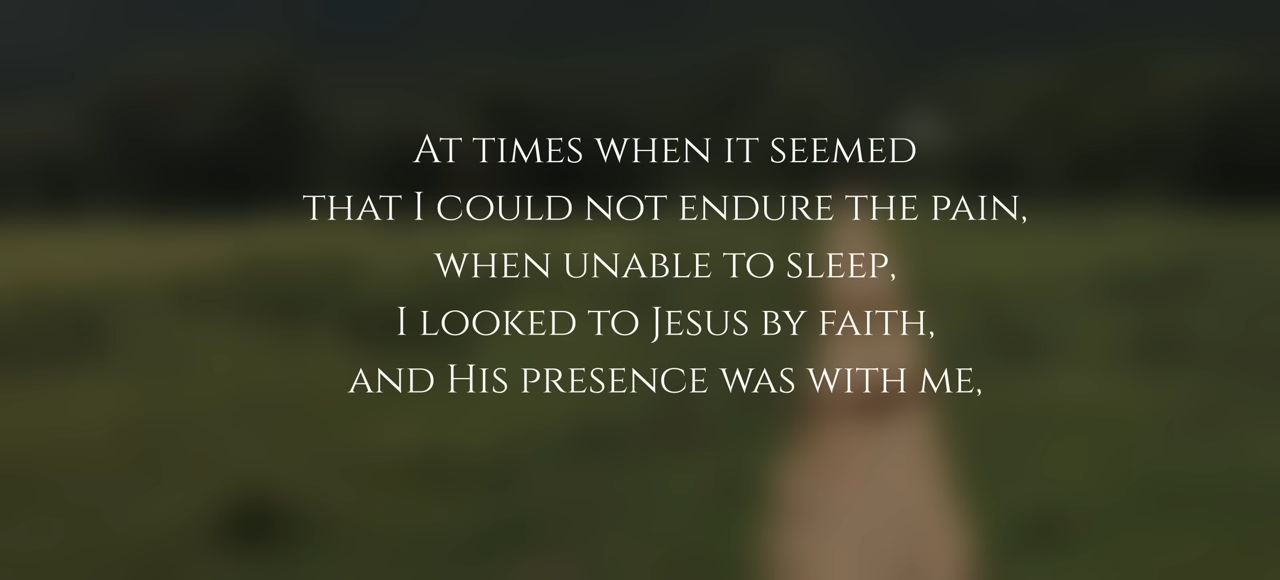 At times when it seemed
that I could not endure the pain,
when unable to sleep,
I looked to Jesus by faith,
and His presence was with me,